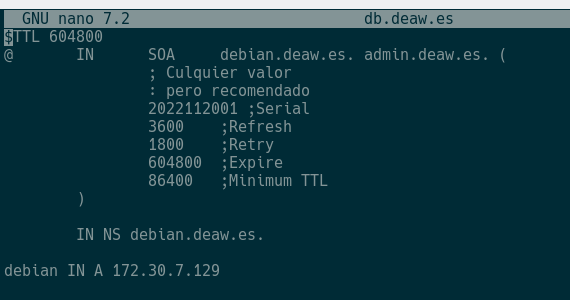 GNU nano 7.2 db.deaw.es
$TTL 604800
@ IN SOA debian.deaw.es. admin.deaw.es. (
; Culquier valor
: pero recomendado
2022112001 ;Serial
3600 ;Refresh
1800 ;Retry
604800 ;Expire
86400 ;Minimum TTL
)
IN NS debian.deaw.es.
debian IN A 172.30.7.129